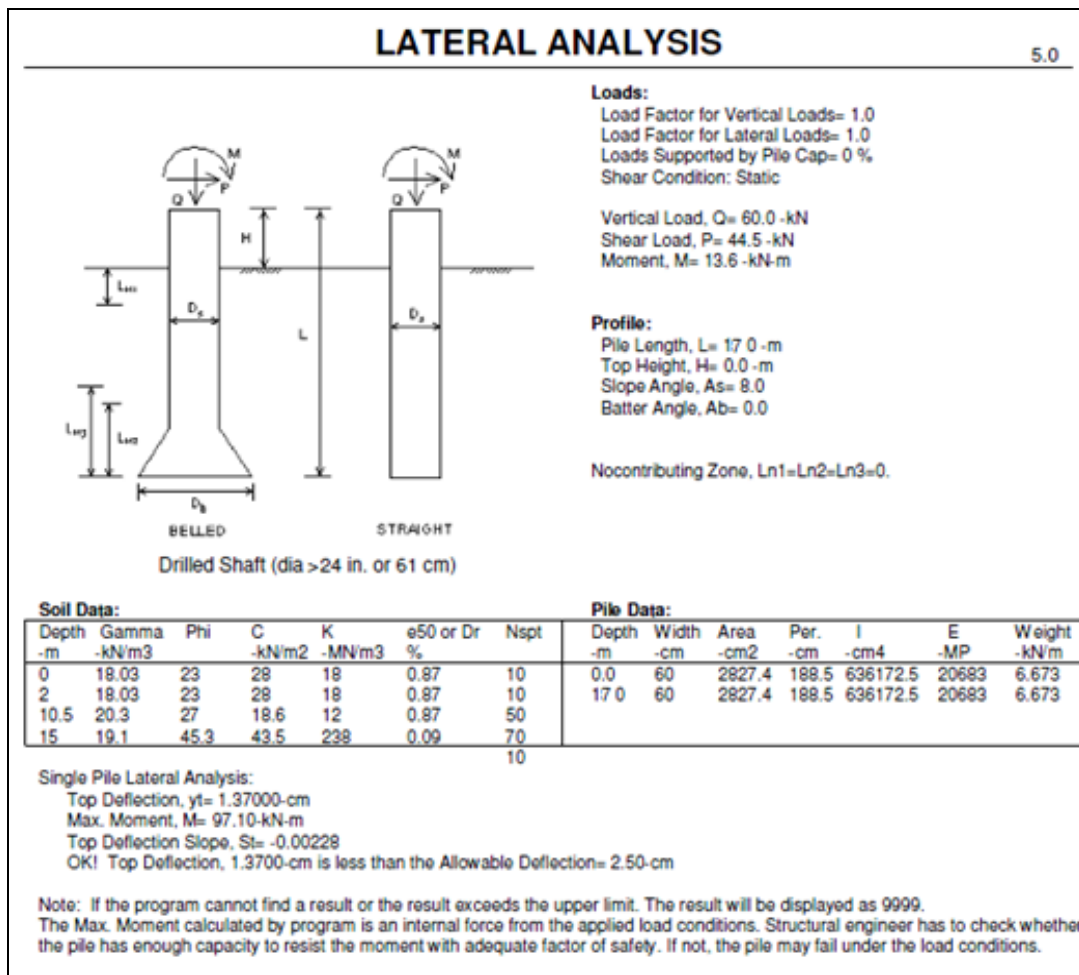 LATERAL ANALYSIS
5.0
Loads:
Load Factor for Vertical Loads= 1.0
Load Factor for Lateral Loads= 1.0
Loads Supported by Pile Cap= 0 %
Shear Condition: Static
Vertical Load, Q= 60.0 -kN
Shear Load, P= 44.5 -kN
Moment, M= 13.6 -kN-m
Profile:
Pile Length, L= 17 0 -m
Top Height, H= 0.0 -m
Slope Angle, As= 8.0
Batter Angle, Ab= 0.0
Nocontributing Zone, Ln1=Ln2=Ln3=0.
M M
P P
Q Q
H
L
BELLED STRAIGHT
Drilled Shaft (dia >24 in. or 61 cm)
Soil Data:
Depth Gamma Phi C K e50 or Dr Nspt
-m -kN/m3 -kN/m2 -MN/m3 %
0 18.03 23 28 18 0.87 10
2 18.03 23 28 18 0.87 10
10.5 20.3 27 18.6 12 0.87 50
15 19.1 45.3 43.5 238 0.09 70
10
Pile Data:
Depth Width Area Per. I E Weight
-m -cm -cm2 -cm -cm4 -MP -kN/m
0.0 60 2827.4 188.5 636172.5 20683 6.673
17 0 60 2827.4 188.5 636172.5 20683 6.673
Single Pile Lateral Analysis:
Top Deflection, yt= 1.37000-cm
Max. Moment, M= 97.10-kN-m
Top Deflection Slope, St= -0.00228
OK! Top Deflection, 1.3700-cm is less than the Allowable Deflection= 2.50-cm
Note: If the program cannot find a result or the result exceeds the upper limit. The result will be displayed as 9999.
The Max. Moment calculated by program is an internal force from the applied load conditions. Structural engineer has to check whether
the pile has enough capacity to resist the moment with adequate factor of safety. If not, the pile may fail under the load conditions.